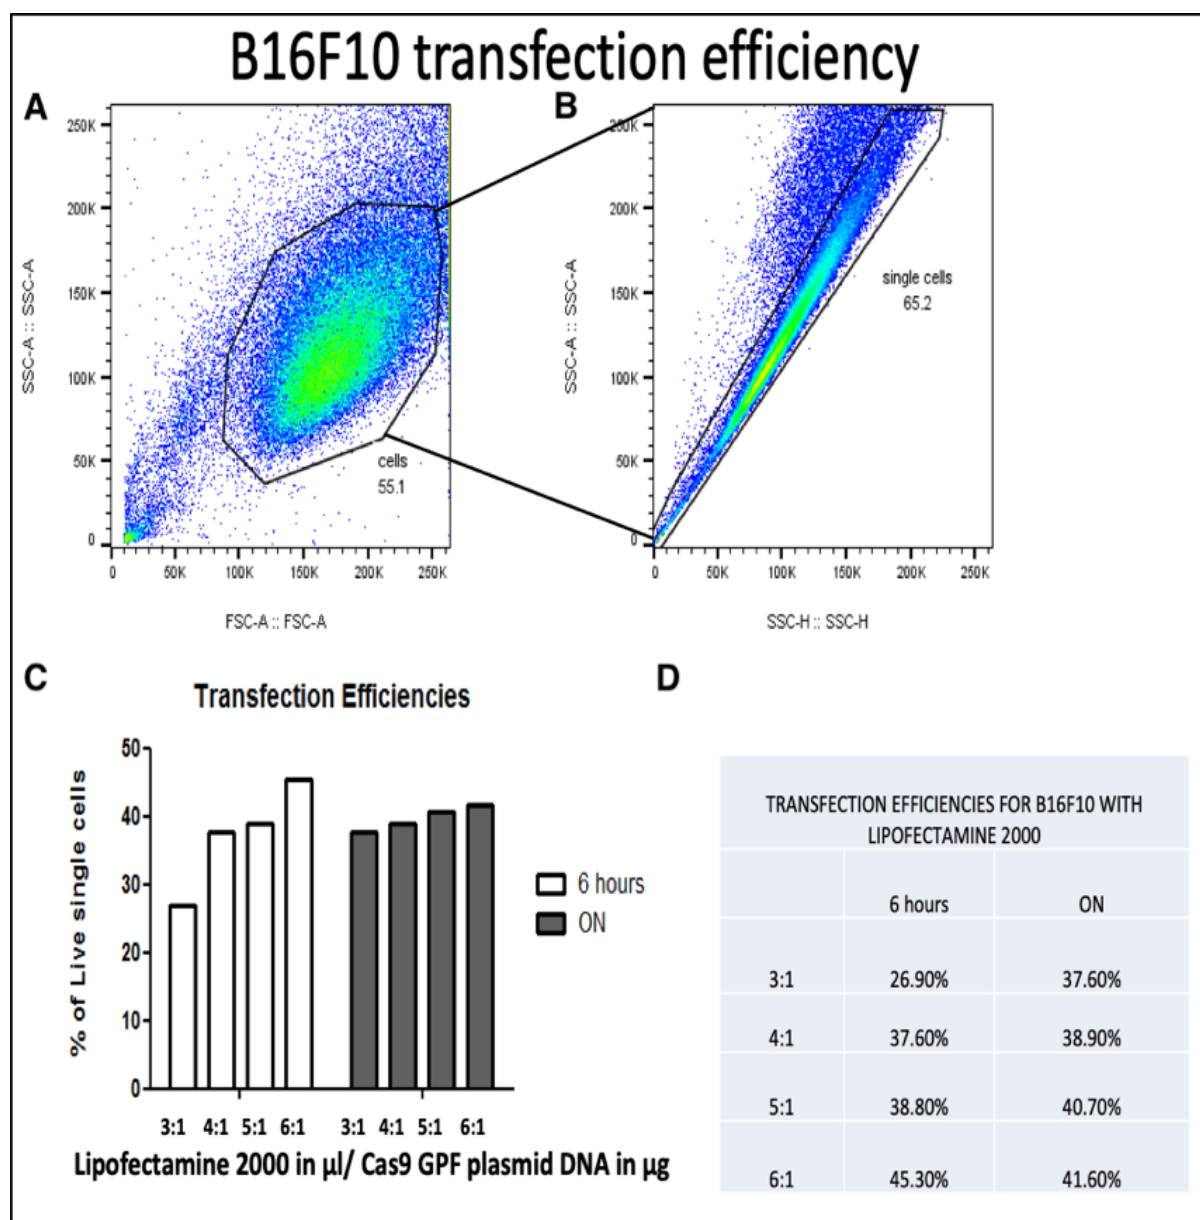 B16F10 transfection efficiency
A
250K
200K
150K
100K
50K
0
SSC-A :: SSC-A
cells
55.1
0 50K 100K 150K 200K 250K
FSC-A :: FSC-A
B
250K
200K
150K
100K
50K
0
SSC-A :: SSC-A
single cells
65.2
0 50K 100K 150K 200K 250K
SSC-H :: SSC-H
C
Transfection Efficiencies
50
40
30
20
10
0
% of Live single cells
6 hours
ON
3:1 4:1 5:1 6:1 3:1 4:1 5:1 6:1
Lipofectamine 2000 in µl/ Cas9 GPF plasmid DNA in µg
D
TRANSFECTION EFFICIENCIES FOR B16F10 WITH
LIPOFECTAMINE 2000
6 hours ON
3:1 26.90% 37.60%
4:1 37.60% 38.90%
5:1 38.80% 40.70%
6:1 45.30% 41.60%